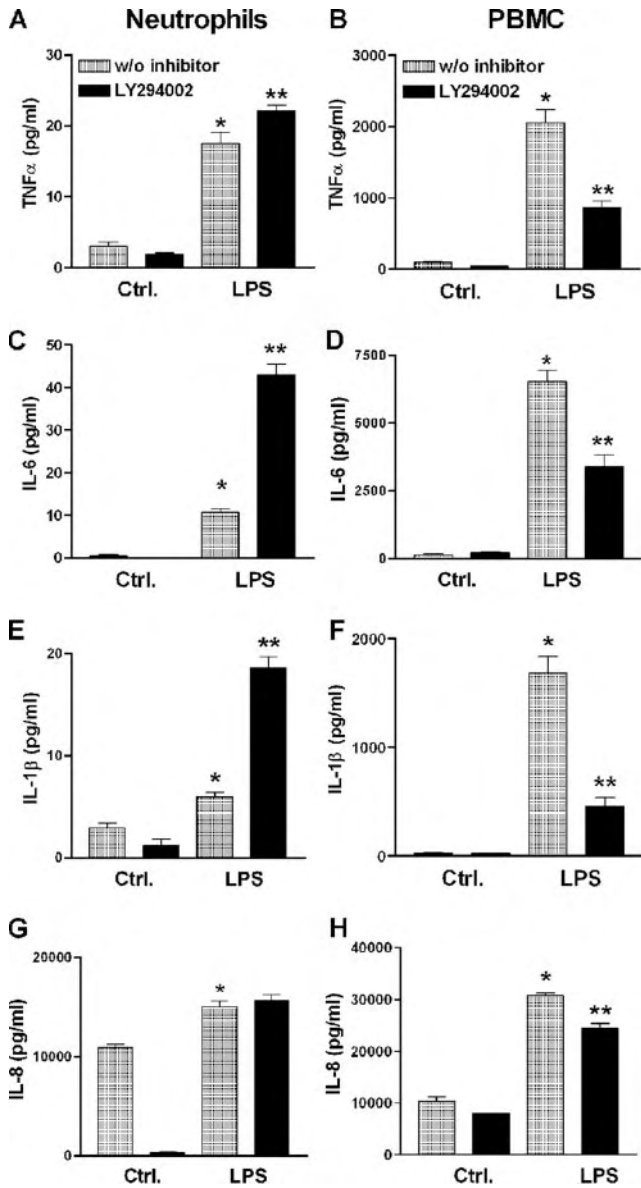 Neutrophils PBMC
A
30
20
10
0
TNFα (pg/ml)
w/o inhibitor
LY294002
*
**
Ctrl. LPS
B
3000
2000
1000
0
TNFα (pg/ml)
w/o inhibitor
LY294002
*
**
Ctrl. LPS
C
50
40
30
20
10
0
IL-6 (pg/ml)
*
**
Ctrl. LPS
D
7500
5000
2500
0
IL-6 (pg/ml)
*
**
Ctrl. LPS
E
20
10
0
IL-1β (pg/ml)
*
**
Ctrl. LPS
F
2000
1000
0
IL-1β (pg/ml)
*
**
Ctrl. LPS
G
20000
10000
0
IL-8 (pg/ml)
*
Ctrl. LPS
H
40000
30000
20000
10000
0
IL-8 (pg/ml)
*
**
Ctrl. LPS